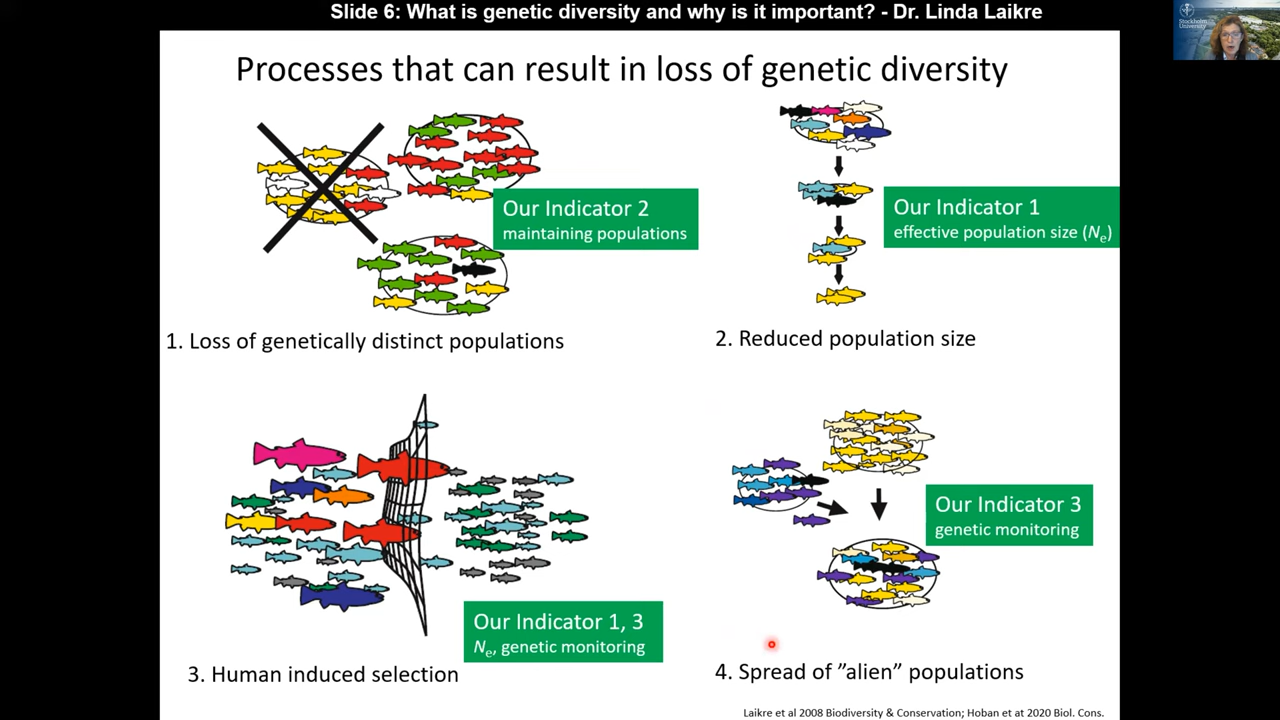 Slide 6: What is genetic diversity and why is it important? - Dr. Linda Laikre
Stockholm
University
Processes that can result in loss of genetic diversity
Our Indicator 2
maintaining populations
1. Loss of genetically distinct populations
Our Indicator 1
effective population size (Ne)
2. Reduced population size
Our Indicator 1, 3
Ne, genetic monitoring
3. Human induced selection
Our Indicator 3
genetic monitoring
4. Spread of ”alien” populations
Laikre et al 2008 Biodiversity & Conservation; Hoban et at 2020 Biol. Cons.